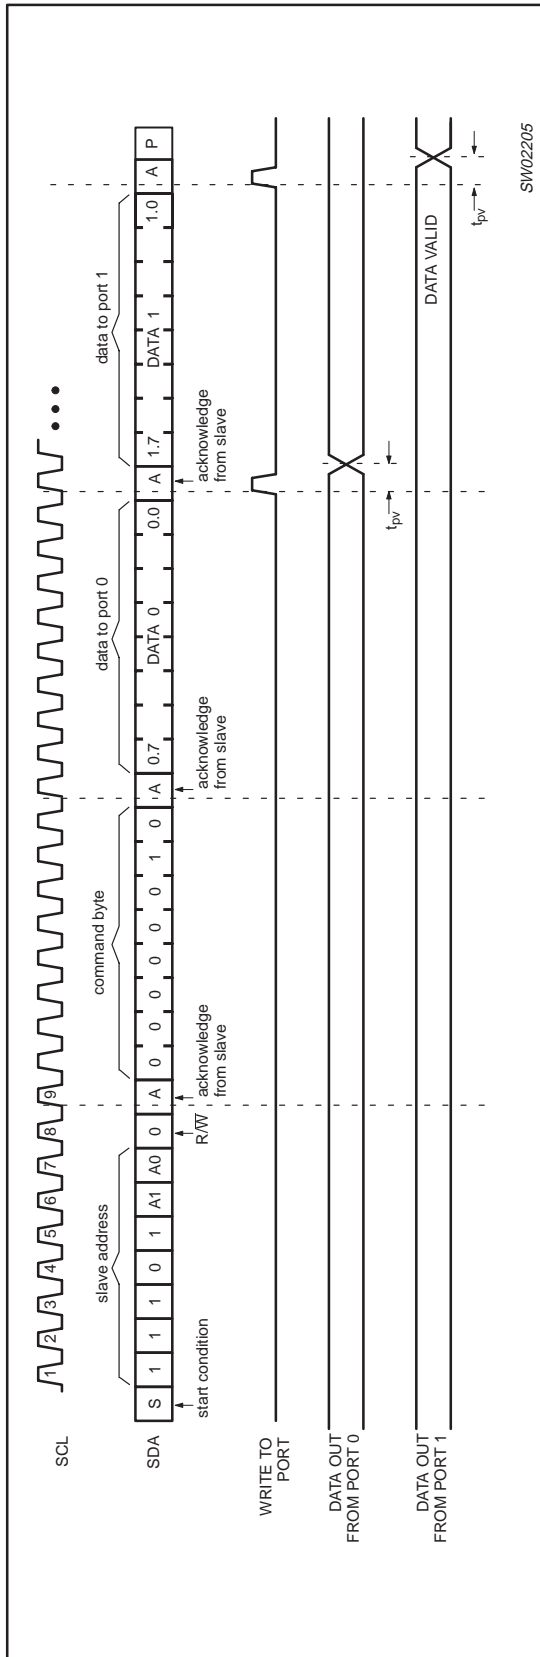 SCL
1 2 3 4 5 6 7 8 9
slave address
command byte
data to port 0
data to port 1
SDA
S 1 1 1 0 1 A1 A0 0 A 0 0 0 0 0 0 1 0 A 0.7 DATA 0 0.0 A 1.7 DATA 1 1.0 A P
start condition
R/W̅
acknowledge
from slave
acknowledge
from slave
acknowledge
from slave
WRITE TO
PORT
DATA OUT
FROM PORT 0
tpv
DATA OUT
FROM PORT 1
DATA VALID
tpv
SW02205